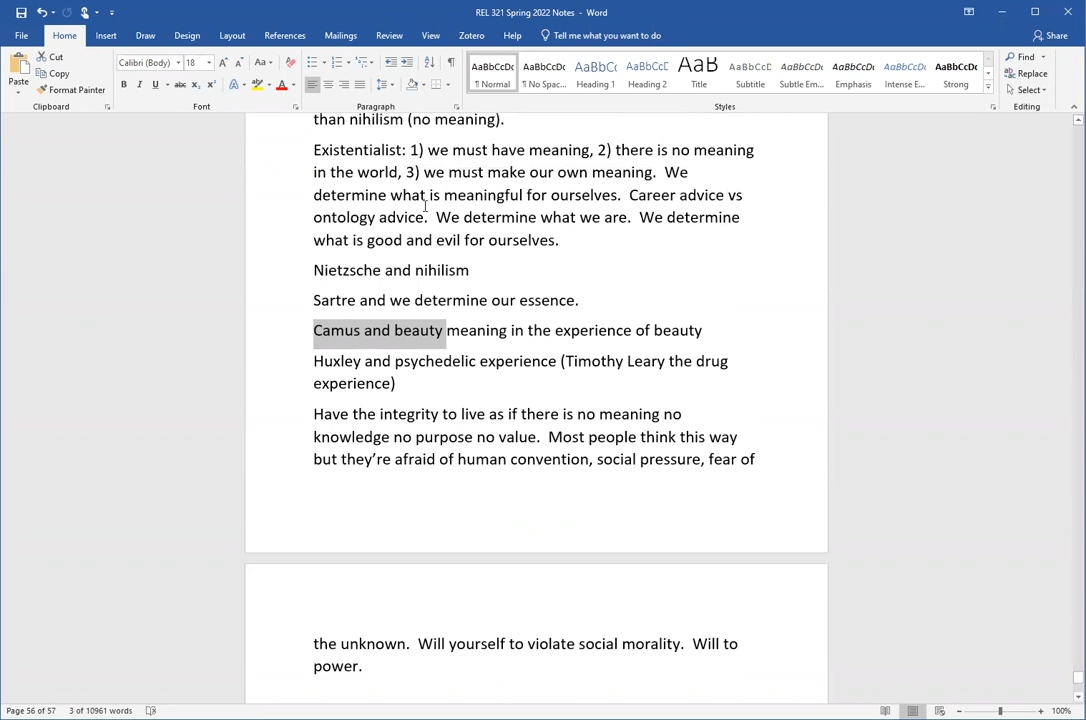 REL 321 Spring 2022 Notes - Word
File Home Insert Draw Design Layout References Mailings Review View Zotero Help Tell me what you want to do Share
Paste Cut Copy Format Painter
Calibri (Body) 18
AaBbCcDc AaBbCcDc AaBbCc AaBbCcD AaB AaBbCcD AaBbCcDc AaBbCcDc AaBbCcDc AaBbCcDc
¶ Normal ¶ No Spac... Heading 1 Heading 2 Title Subtitle Subtle Em... Emphasis Intense E... Strong
Find Replace Select
Clipboard Font Paragraph Styles Editing
than nihilism (no meaning).
Existentialist: 1) we must have meaning, 2) there is no meaning
in the world, 3) we must make our own meaning.  We
determine what is meaningful for ourselves.  Career advice vs
ontology advice.  We determine what we are.  We determine
what is good and evil for ourselves.
Nietzsche and nihilism
Sartre and we determine our essence.
Camus and beauty meaning in the experience of beauty
Huxley and psychedelic experience (Timothy Leary the drug
experience)
Have the integrity to live as if there is no meaning no
knowledge no purpose no value.  Most people think this way
but they’re afraid of human convention, social pressure, fear of
the unknown.  Will yourself to violate social morality.  Will to
power.
Page 56 of 57 3 of 10961 words 100%